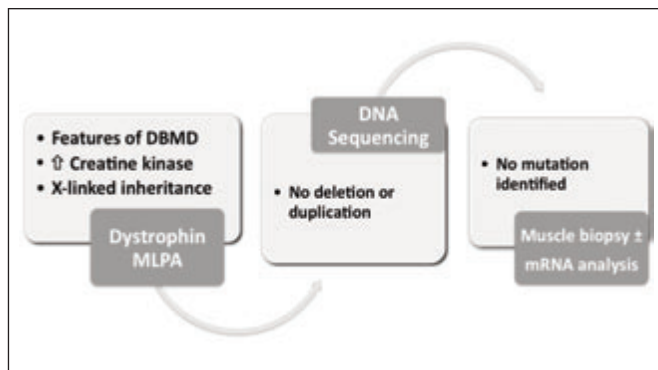 • Features of DBMD
• ⇧ Creatine kinase
• X-linked inheritance
Dystrophin
MLPA
DNA
Sequencing
• No deletion or
duplication
• No mutation
identified
Muscle biopsy ±
mRNA analysis